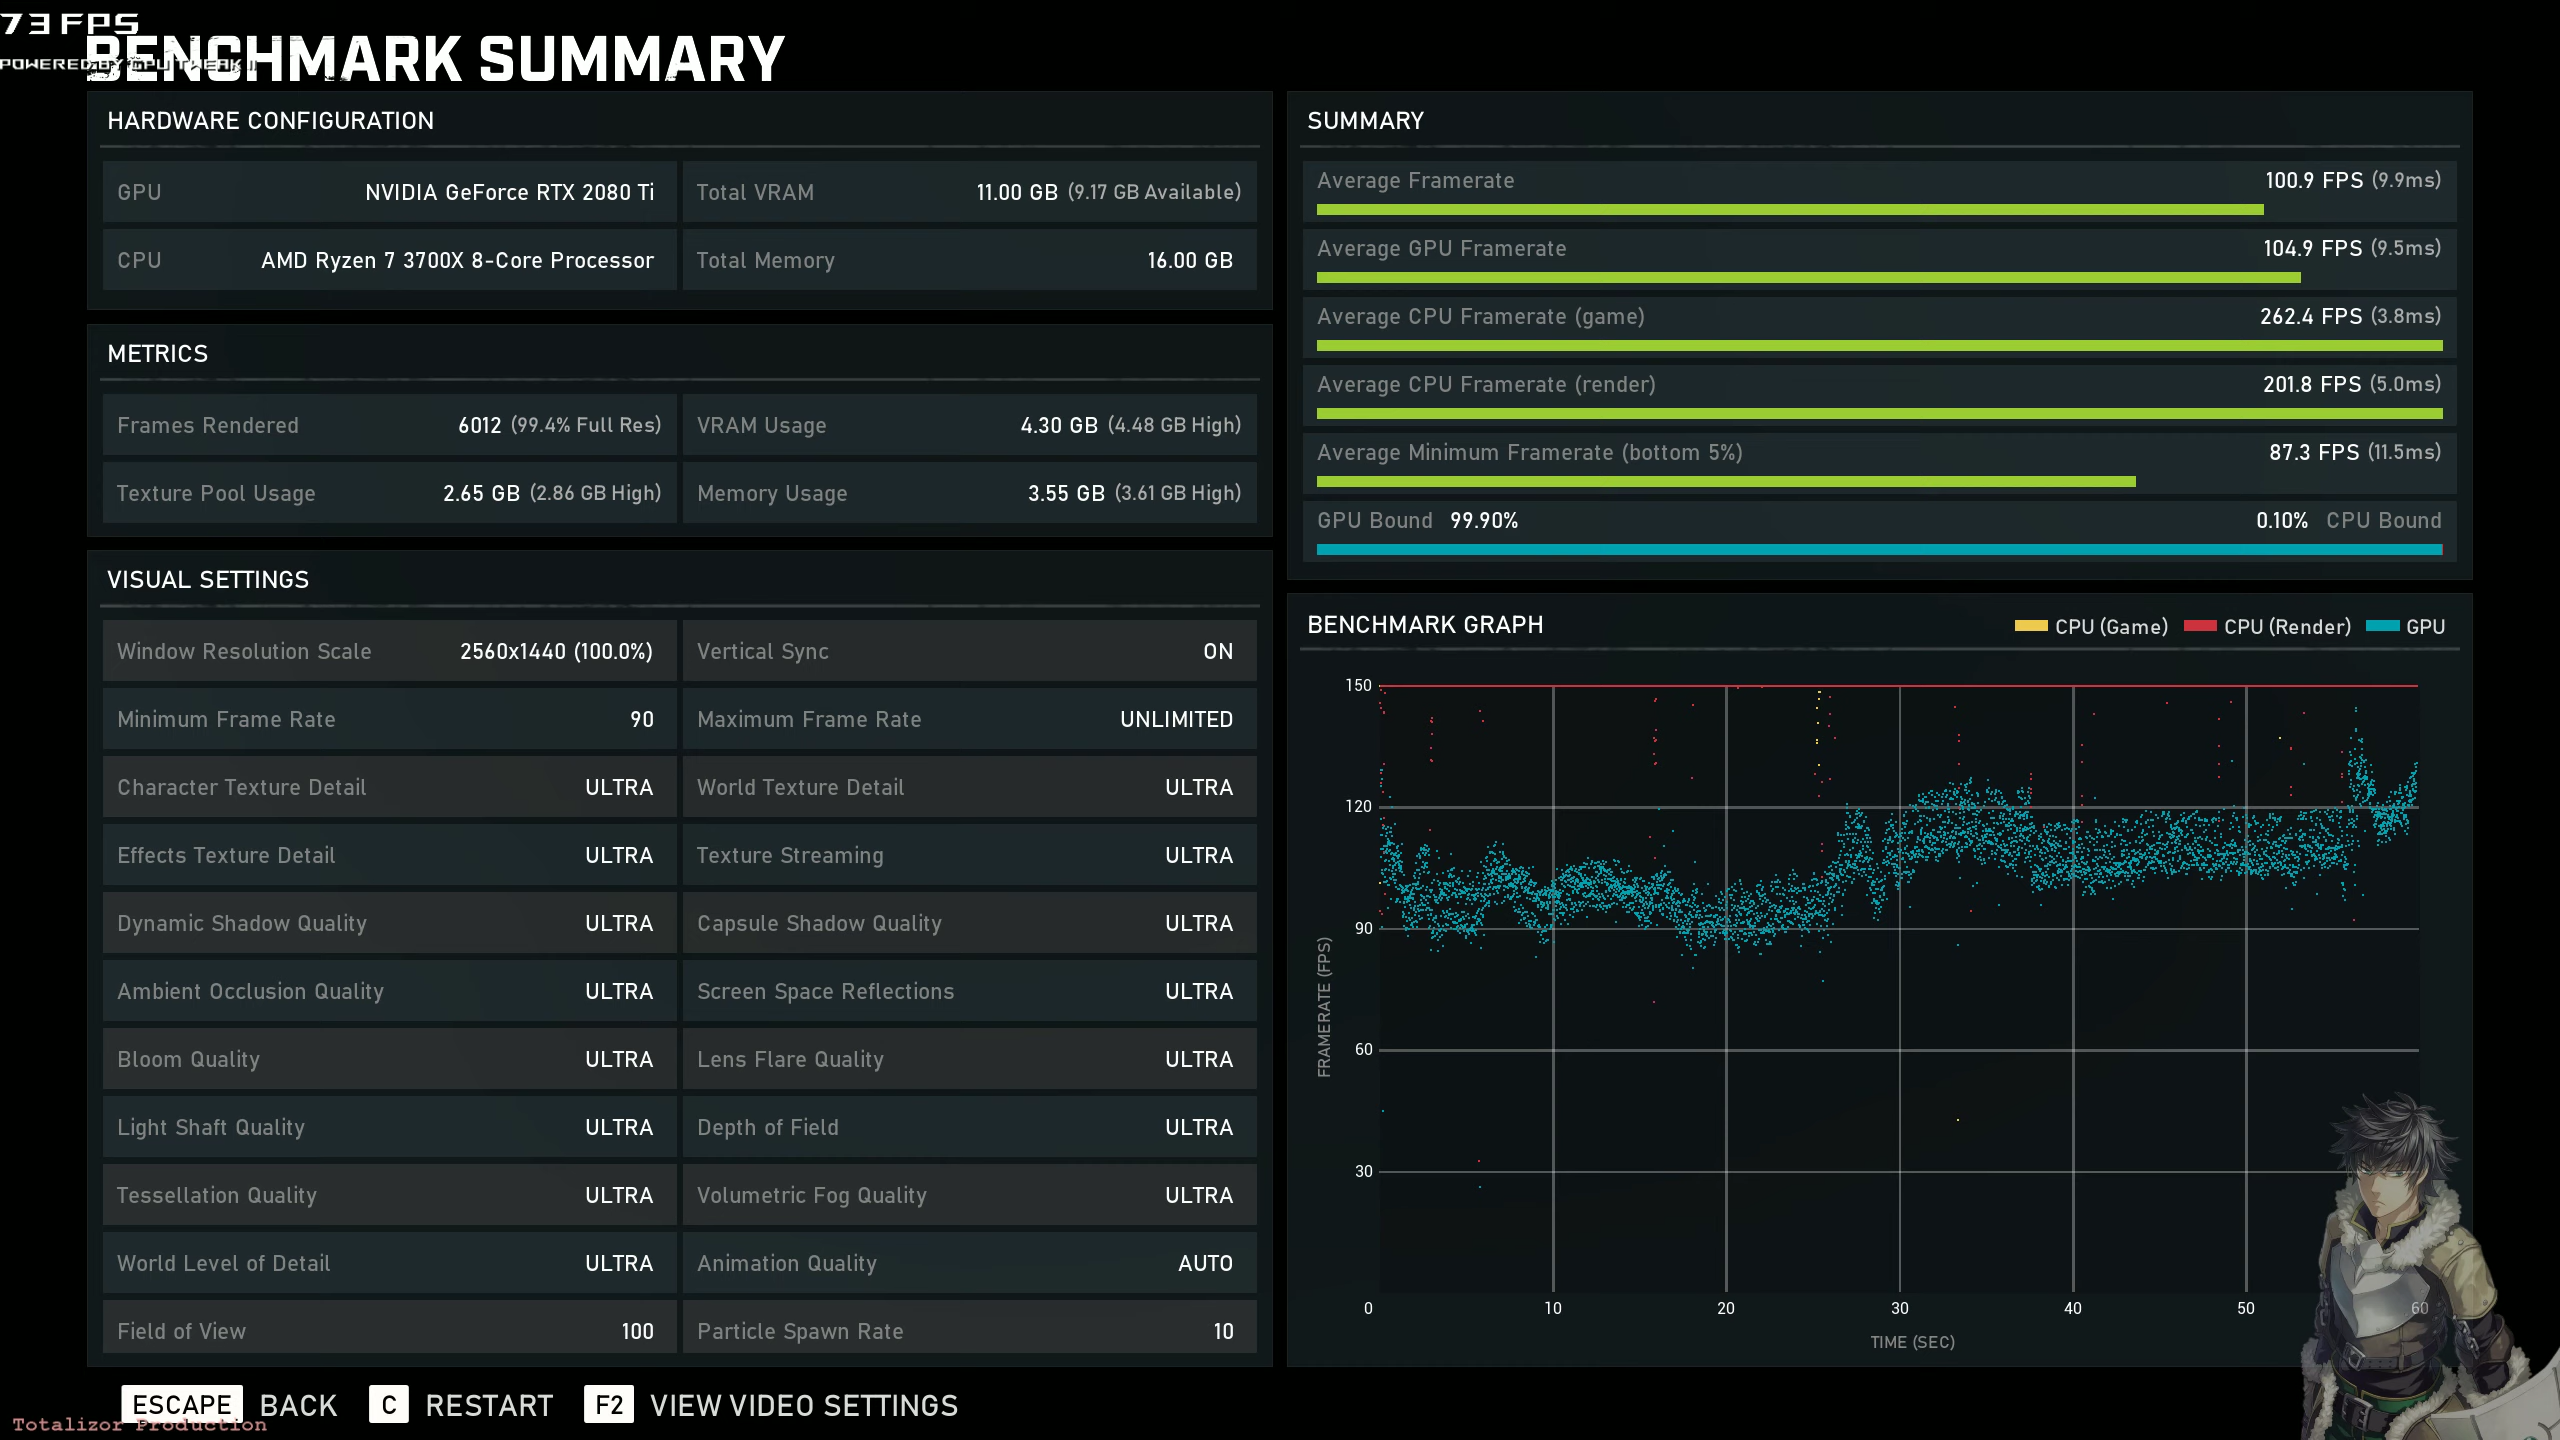 73 FPS
POWERED BY GPU TWEAK II
BENCHMARK SUMMARY
HARDWARE CONFIGURATION
GPU NVIDIA GeForce RTX 2080 Ti Total VRAM 11.00 GB (9.17 GB Available)
CPU AMD Ryzen 7 3700X 8-Core Processor Total Memory 16.00 GB
METRICS
Frames Rendered 6012 (99.4% Full Res) VRAM Usage 4.30 GB (4.48 GB High)
Texture Pool Usage 2.65 GB (2.86 GB High) Memory Usage 3.55 GB (3.61 GB High)
VISUAL SETTINGS
Window Resolution Scale 2560x1440 (100.0%) Vertical Sync ON
Minimum Frame Rate 90 Maximum Frame Rate UNLIMITED
Character Texture Detail ULTRA World Texture Detail ULTRA
Effects Texture Detail ULTRA Texture Streaming ULTRA
Dynamic Shadow Quality ULTRA Capsule Shadow Quality ULTRA
Ambient Occlusion Quality ULTRA Screen Space Reflections ULTRA
Bloom Quality ULTRA Lens Flare Quality ULTRA
Light Shaft Quality ULTRA Depth of Field ULTRA
Tessellation Quality ULTRA Volumetric Fog Quality ULTRA
World Level of Detail ULTRA Animation Quality AUTO
Field of View 100 Particle Spawn Rate 10
SUMMARY
Average Framerate 100.9 FPS (9.9ms)
Average GPU Framerate 104.9 FPS (9.5ms)
Average CPU Framerate (game) 262.4 FPS (3.8ms)
Average CPU Framerate (render) 201.8 FPS (5.0ms)
Average Minimum Framerate (bottom 5%) 87.3 FPS (11.5ms)
GPU Bound 99.90% 0.10% CPU Bound
BENCHMARK GRAPH CPU (Game) CPU (Render) GPU
150
120
90
60
30
FRAMERATE (FPS)
0 10 20 30 40 50 60
TIME (SEC)
ESCAPE BACK C RESTART F2 VIEW VIDEO SETTINGS
Totalizor Production